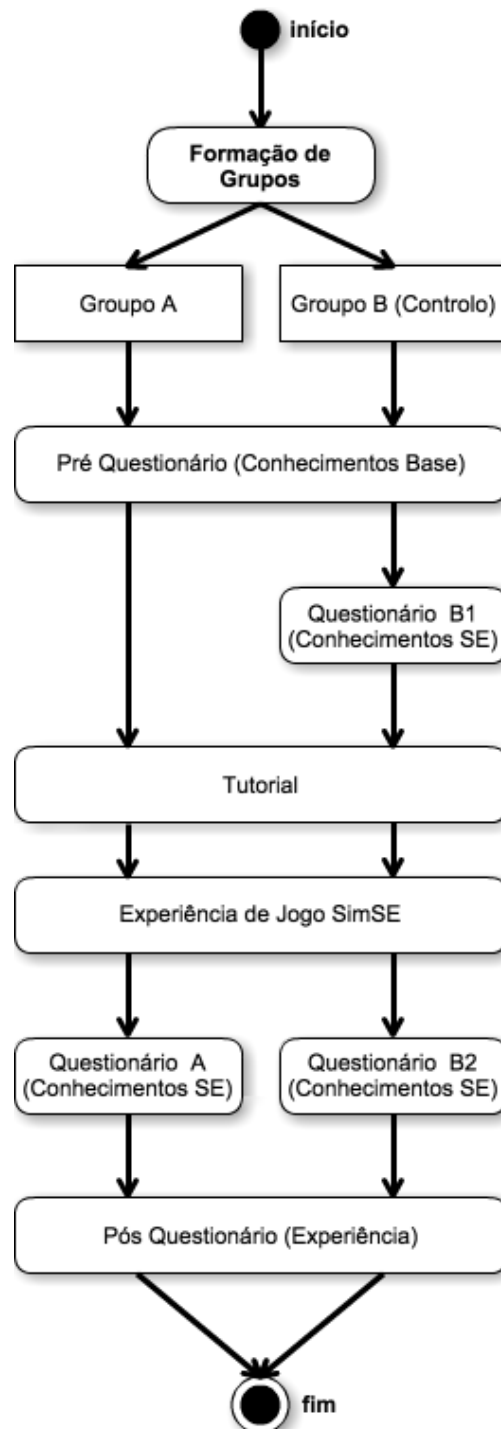 início
Formação de
Grupos
Groupo A
Groupo B (Controlo)
Pré Questionário (Conhecimentos Base)
Questionário B1
(Conhecimentos SE)
Tutorial
Experiência de Jogo SimSE
Questionário A
(Conhecimentos SE)
Questionário B2
(Conhecimentos SE)
Pós Questionário (Experiência)
fim